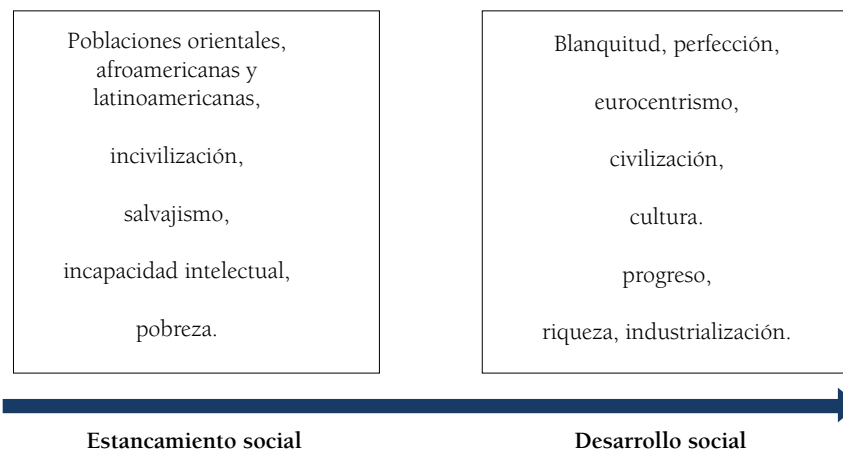 Poblaciones orientales,
afroamericanas y
latinoamericanas,
incivilización,
salvajismo,
incapacidad intelectual,
pobreza.
Blanquitud, perfección,
eurocentrismo,
civilización,
cultura.
progreso,
riqueza, industrialización.
Estancamiento social
Desarrollo social